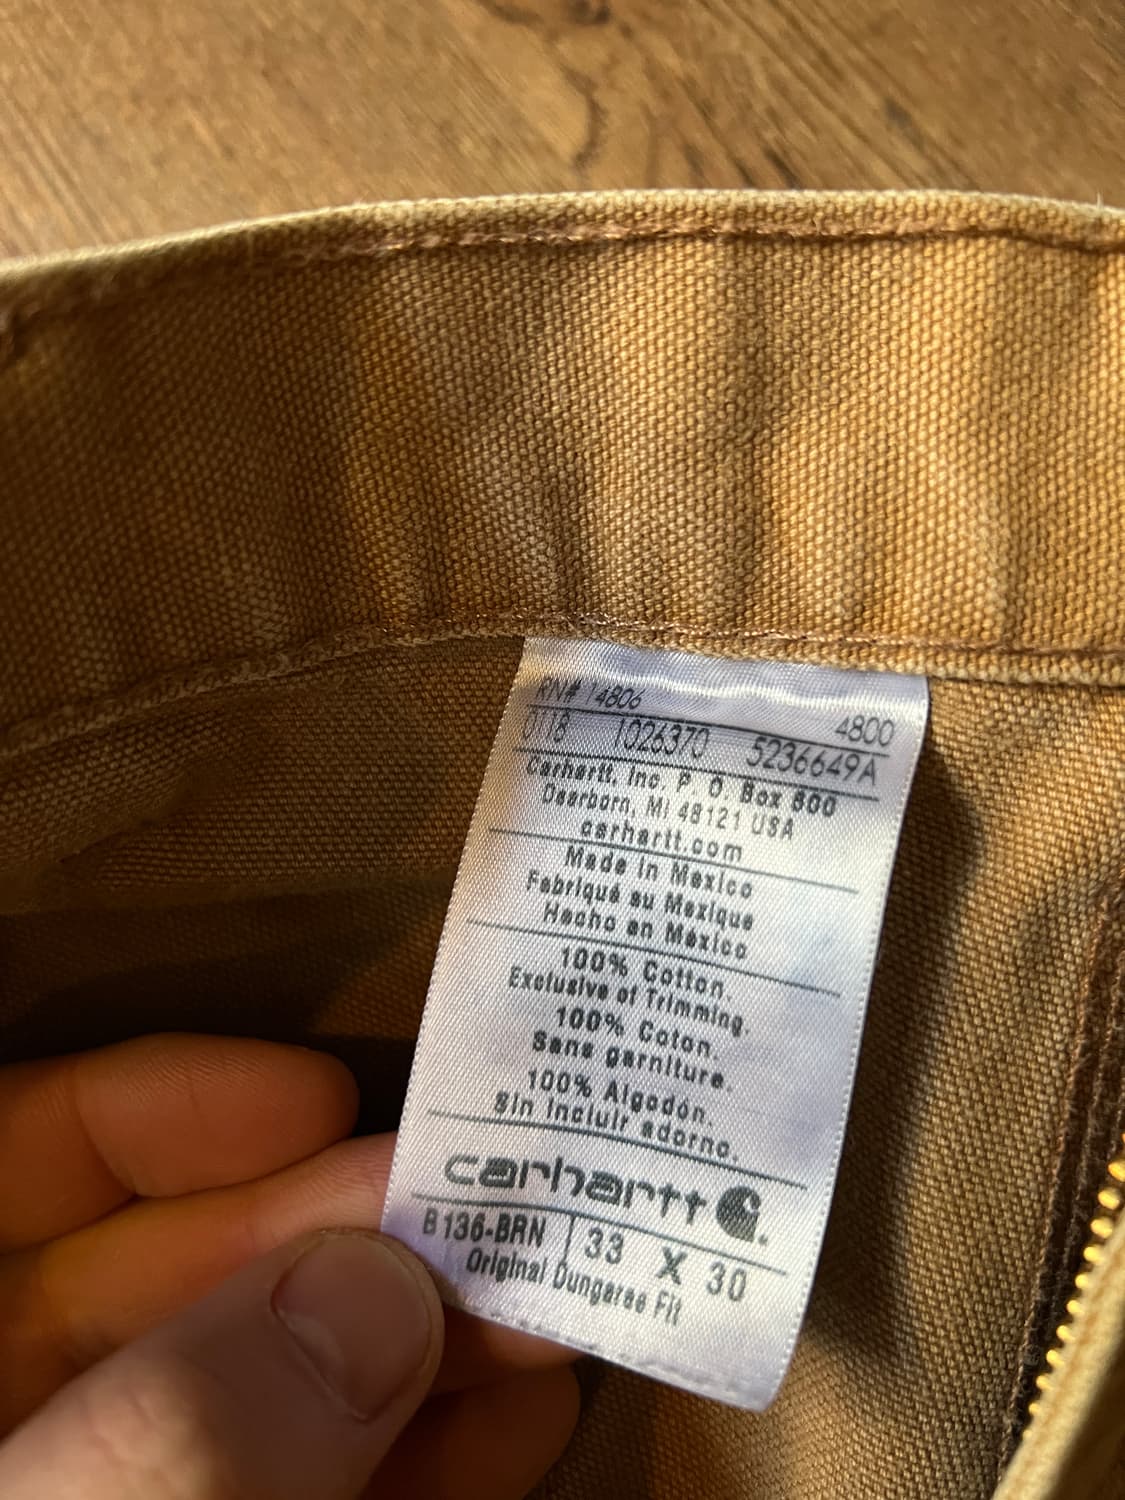 RN# 14806
4800
0118 1026370 5236649A
Carhartt, Inc. P. O. Box 600
Dearborn, MI 48121 USA
carhartt.com
Made in Mexico
Fabriqué au Mexique
Hecho en México
100% Cotton.
Exclusive of Trimming.
100% Coton.
Sans garniture.
100% Algodón.
Sin incluir adorno.
carhartt
B136-BRN 33 X 30
Original Dungaree Fit